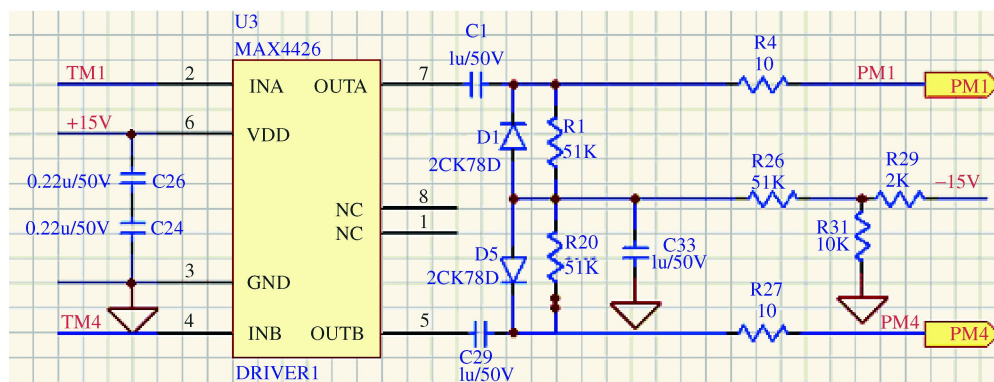 U3
MAX4426
C1
1u/50V
R4
10
TM1
2
INA
OUTA
7
PM1
PM1
+15V
6
VDD
D1
2CK78D
R1
51K
0.22u/50V
C26
8
NC
R26
51K
R29
2K
−15V
0.22u/50V
C24
NC
1
R31
10K
D5
2CK78D
R20
51K
C33
1u/50V
3
GND
R27
10
TM4
4
INB
OUTB
5
PM4
PM4
C29
1u/50V
DRIVER1